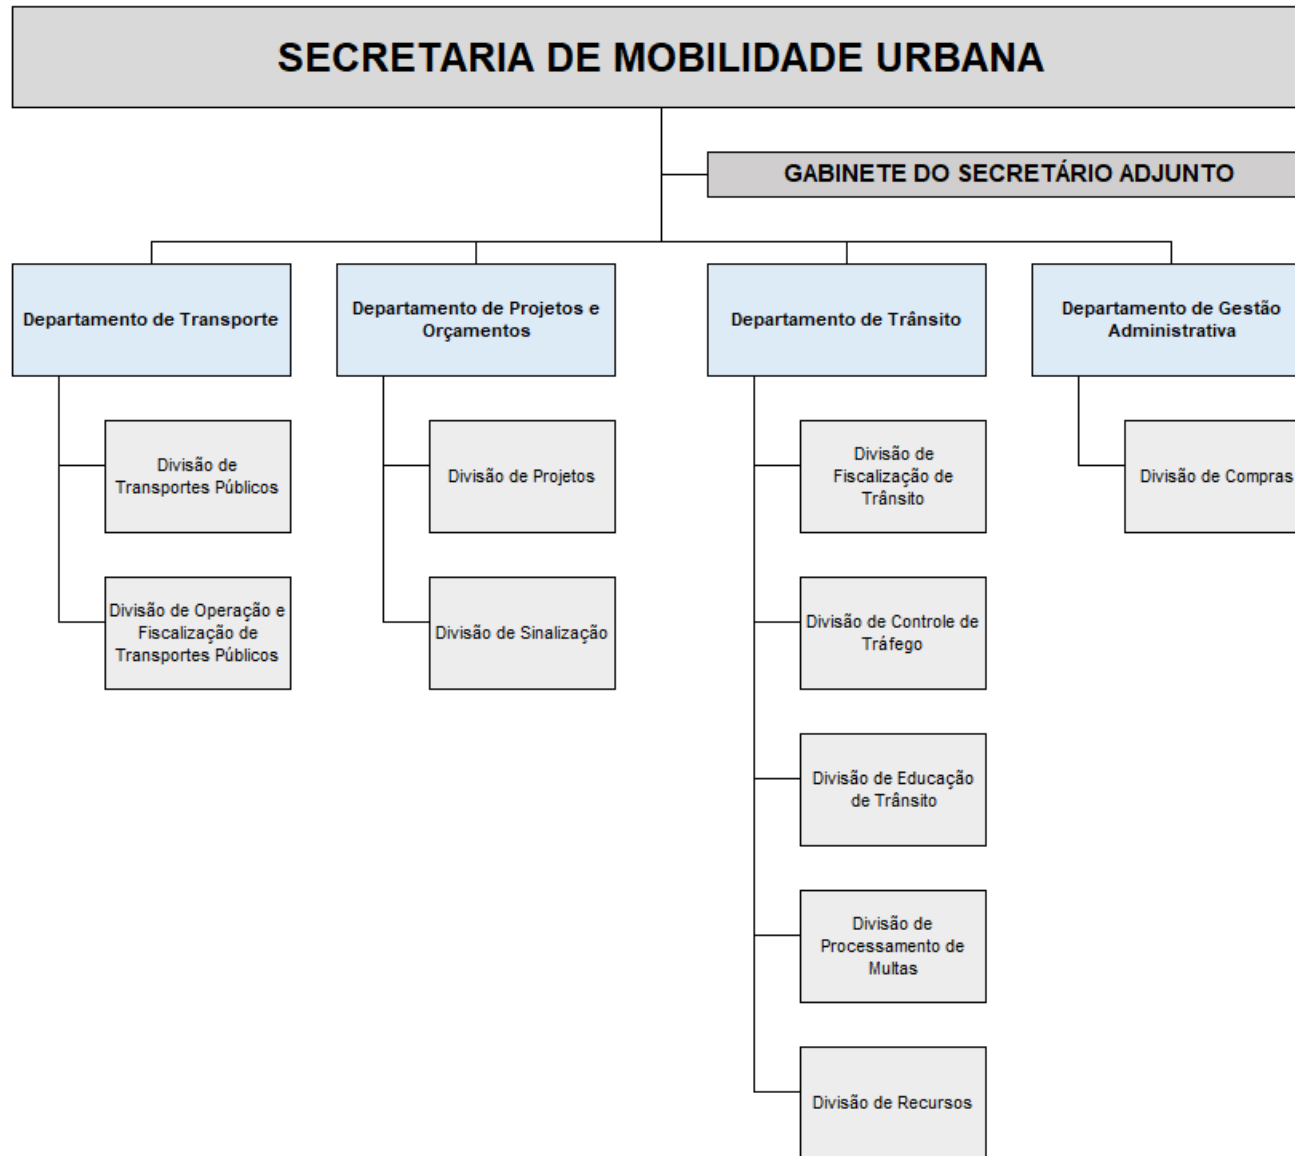 SECRETARIA DE MOBILIDADE URBANA
GABINETE DO SECRETÁRIO ADJUNTO
Departamento de Transporte
Departamento de Projetos e
Orçamentos
Departamento de Trânsito
Departamento de Gestão
Administrativa
Divisão de
Transportes Públicos
Divisão de Projetos
Divisão de
Fiscalização de
Trânsito
Divisão de Compras
Divisão de Operação e
Fiscalização de
Transportes Públicos
Divisão de Sinalização
Divisão de Controle de
Tráfego
Divisão de Educação
de Trânsito
Divisão de
Processamento de
Multas
Divisão de Recursos